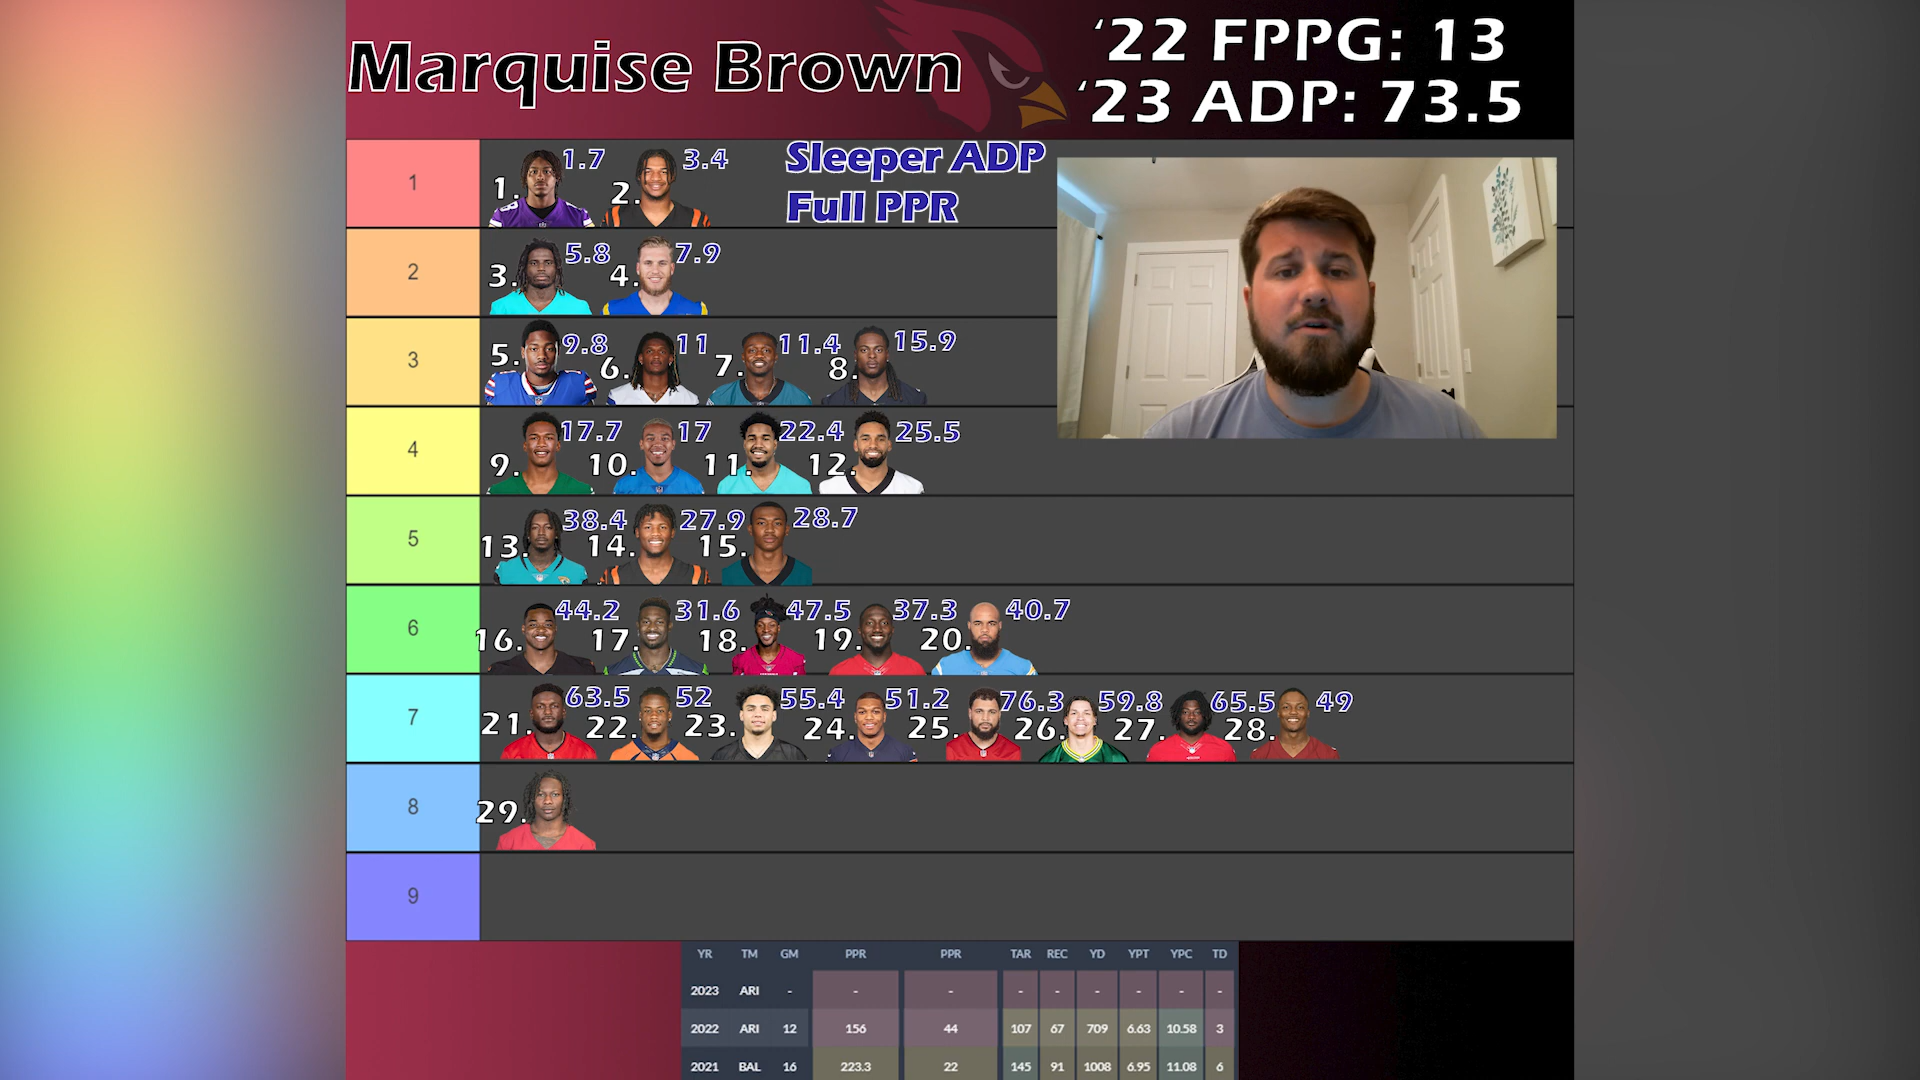 Marquise Brown
‘22 FPPG: 13
‘23 ADP: 73.5
Sleeper ADP
Full PPR
1
1. 1.7 2. 3.4
2
3. 5.8 4. 7.9
3
5. 9.8 6. 11 7. 11.4 8. 15.9
4
9. 17.7 10. 17 11. 22.4 12. 25.5
5
13. 38.4 14. 27.9 15. 28.7
6
16. 44.2 17. 31.6 18. 47.5 19. 37.3 20. 40.7
7
21. 63.5 22. 52 23. 55.4 24. 51.2 25. 76.3 26. 59.8 27. 65.5 28. 49
8
29.
9
YR TM GM PPR PPR TAR REC YD YPT YPC TD
2023 ARI - - - - - - - - -
2022 ARI 12 156 44 107 67 709 6.63 10.58 3
2021 BAL 16 223.3 22 145 91 1008 6.95 11.08 6